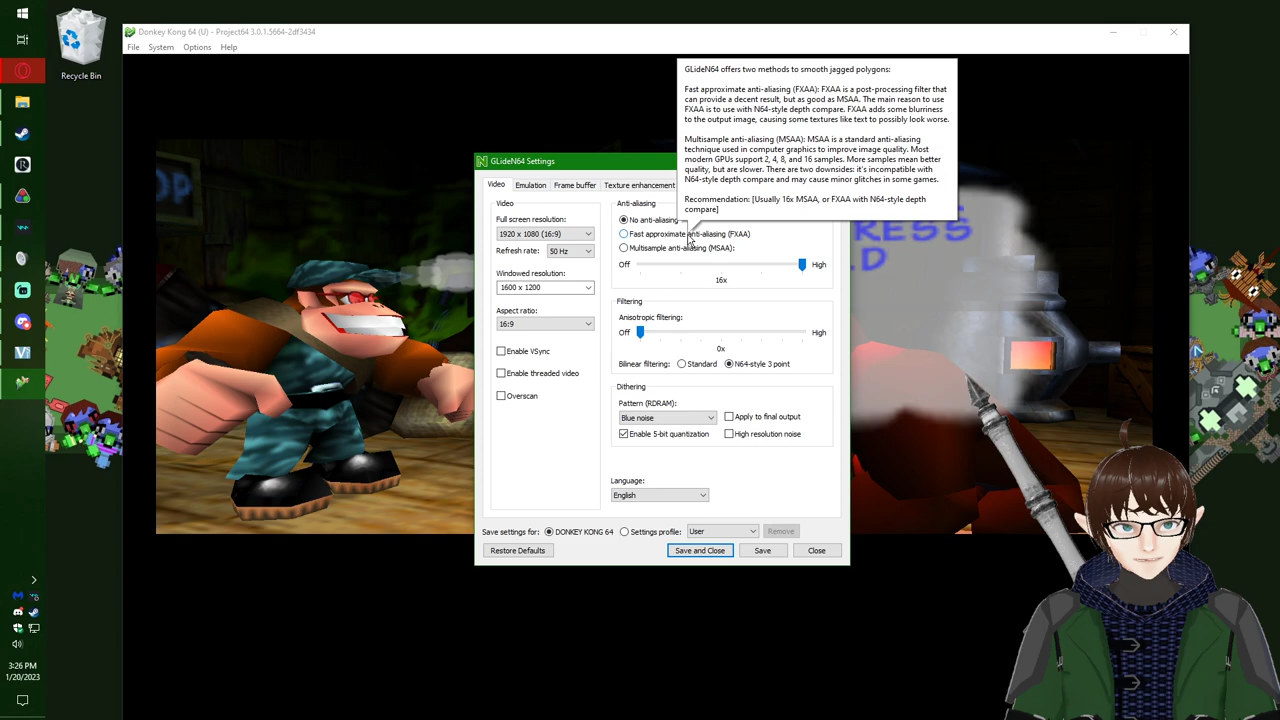 Donkey Kong 64 (U) - Project64 3.0.1.5664-2df3434
File System Options Help
Recycle Bin
GLideN64 offers two methods to smooth jagged polygons:
Fast approximate anti-aliasing (FXAA): FXAA is a post-processing filter that
can provide a decent result, but as good as MSAA. The main reason to use
FXAA is to use with N64-style depth compare. FXAA adds some blurriness
to the output image, causing some textures like text to possibly look worse.
Multisample anti-aliasing (MSAA): MSAA is a standard anti-aliasing
technique used in computer graphics to improve image quality. Most
modern GPUs support 2, 4, 8, and 16 samples. More samples mean better
quality, but are slower. There are two downsides: it's incompatible with
N64-style depth compare and may cause minor glitches in some games.
Recommendation: [Usually 16x MSAA, or FXAA with N64-style depth
compare]
GLideN64 Settings
Video Emulation Frame buffer Texture enhancement
Video
Full screen resolution:
1920 x 1080 (16:9)
Refresh rate: 50 Hz
Windowed resolution:
1600 x 1200
Aspect ratio:
16:9
Enable VSync
Enable threaded video
Overscan
Anti-aliasing
No anti-aliasing
Fast approximate anti-aliasing (FXAA)
Multisample anti-aliasing (MSAA):
Off High
16x
Filtering
Anisotropic filtering:
Off High
0x
Bilinear filtering: Standard N64-style 3 point
Dithering
Pattern (RDRAM):
Blue noise Apply to final output
Enable 5-bit quantization High resolution noise
Language:
English
Save settings for: DONKEY KONG 64 Settings profile: User Remove
Restore Defaults Save and Close Save Close
3:26 PM
1/20/2023